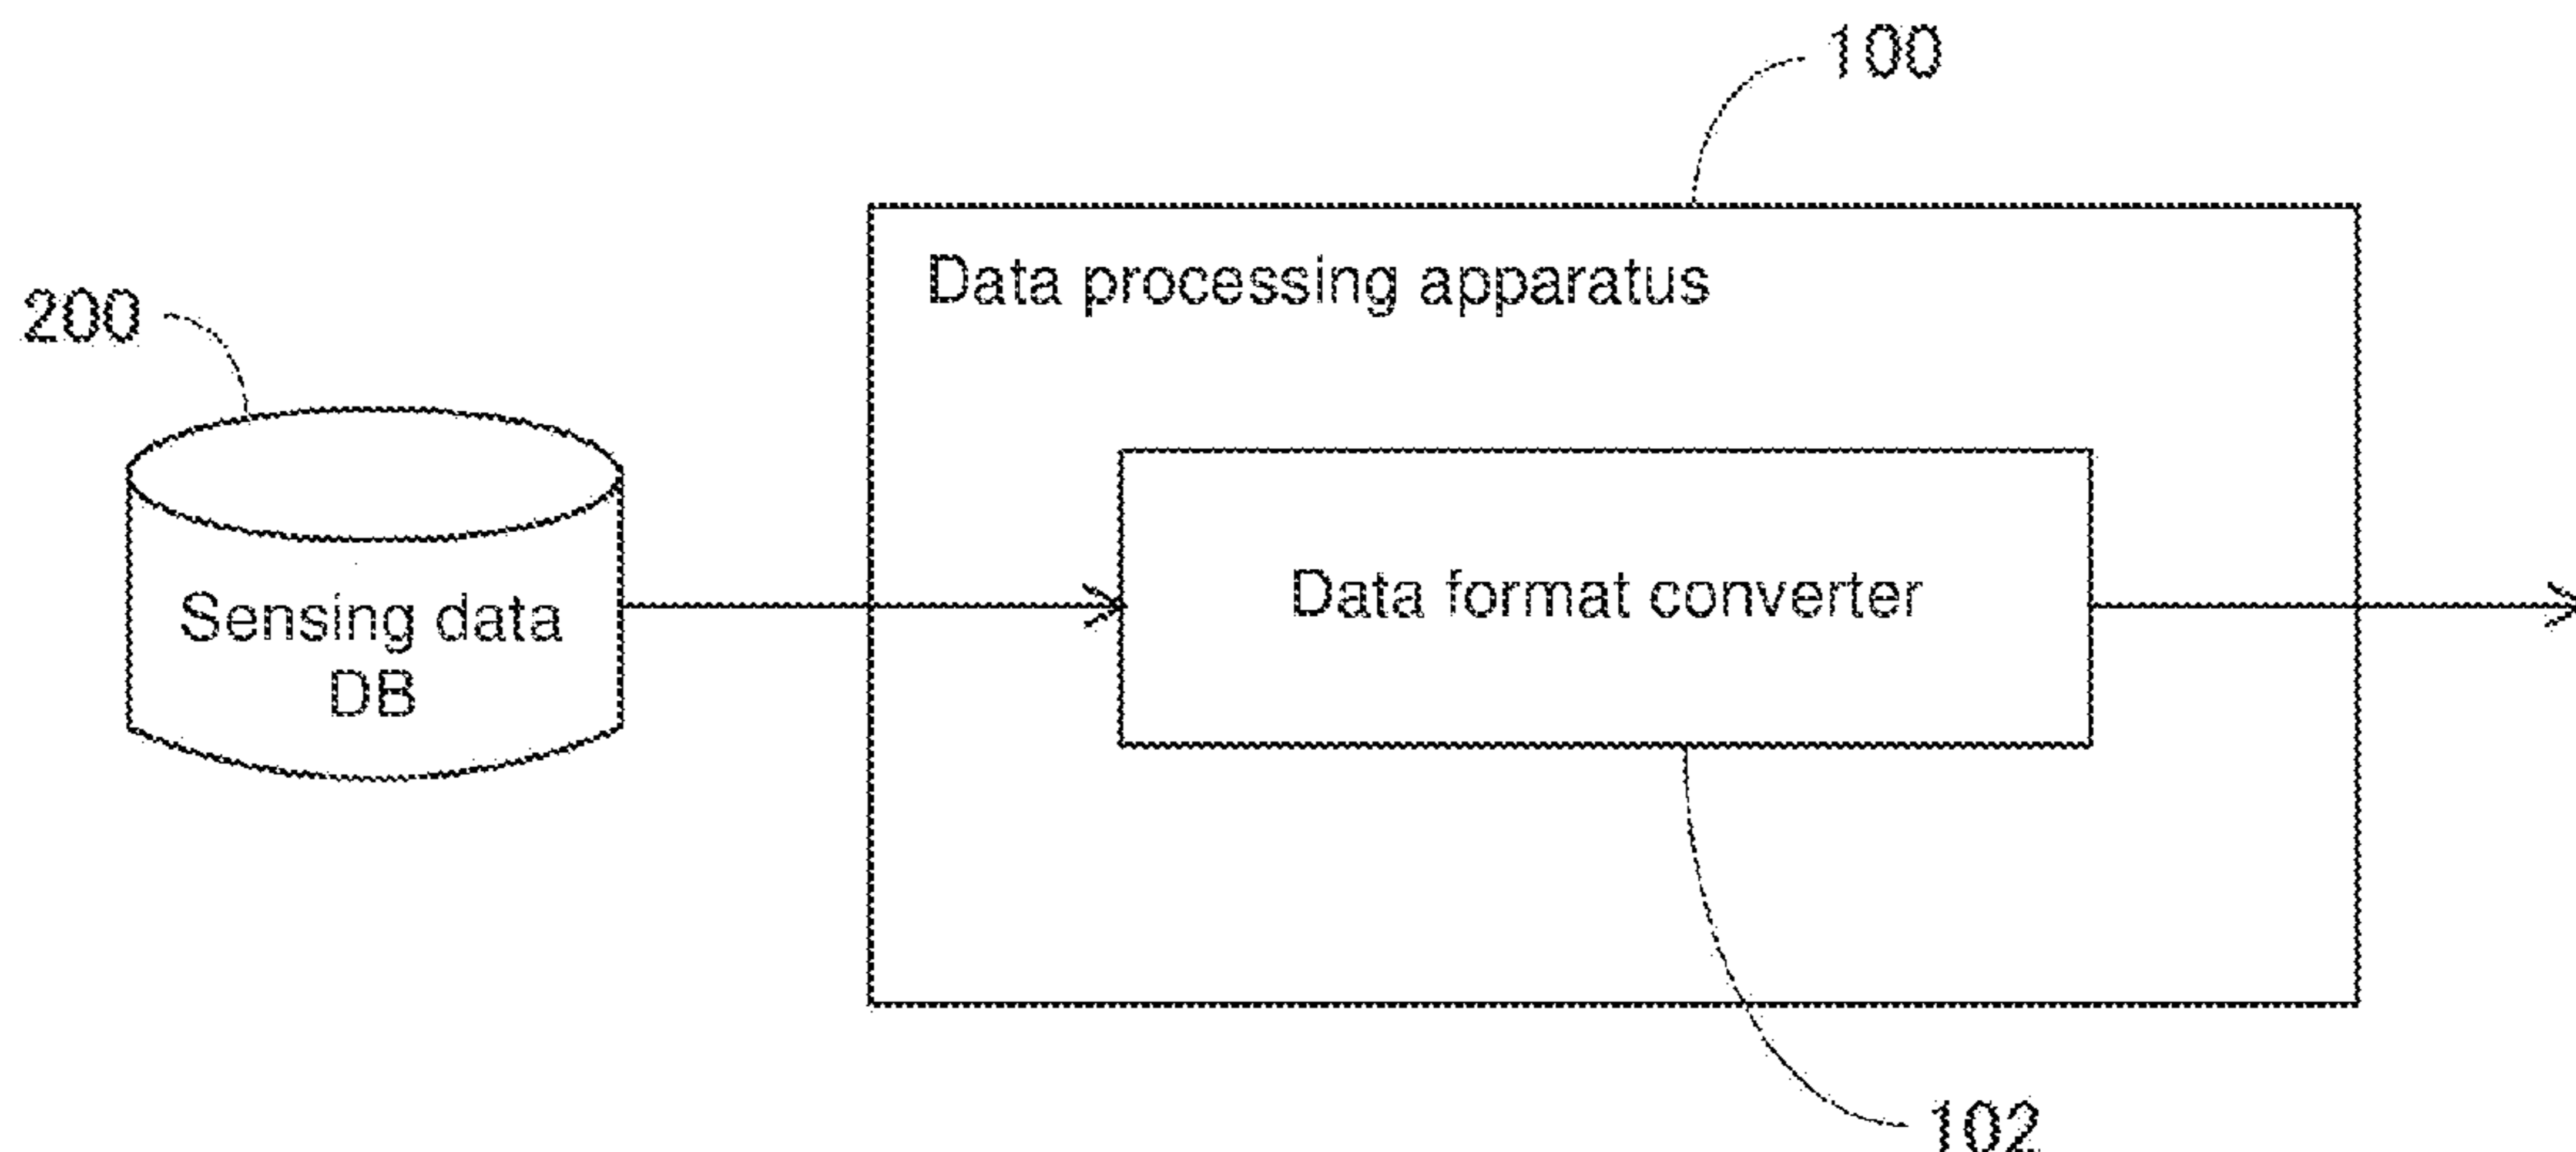 100
Data processing apparatus
200
Data format converter
Sensing data
DB
102